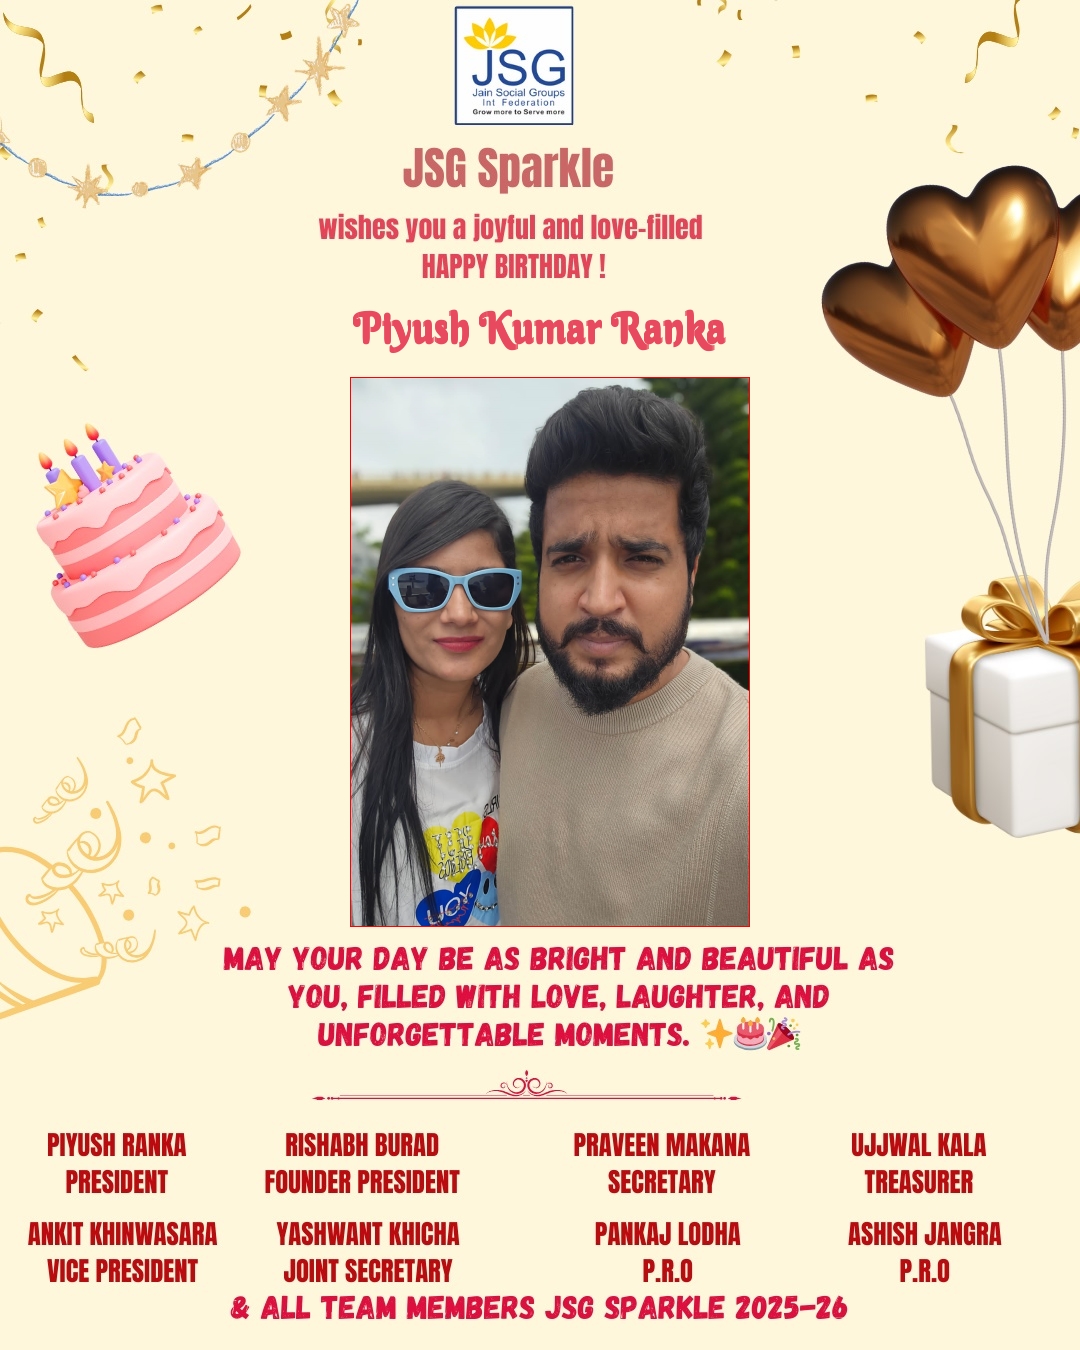 JSG
Jain Social Groups
Int Federation
Grow more to Serve more
JSG Sparkle
wishes you a joyful and love-filled
HAPPY BIRTHDAY !
Piyush Kumar Ranka
MAY YOUR DAY BE AS BRIGHT AND BEAUTIFUL AS
YOU, FILLED WITH LOVE, LAUGHTER, AND
UNFORGETTABLE MOMENTS. ✨🎂🎉
PIYUSH RANKA
PRESIDENT
RISHABH BURAD
FOUNDER PRESIDENT
PRAVEEN MAKANA
SECRETARY
UJJWAL KALA
TREASURER
ANKIT KHINWASARA
VICE PRESIDENT
YASHWANT KHICHA
JOINT SECRETARY
PANKAJ LODHA
P.R.O
ASHISH JANGRA
P.R.O
& ALL TEAM MEMBERS JSG SPARKLE 2025-26